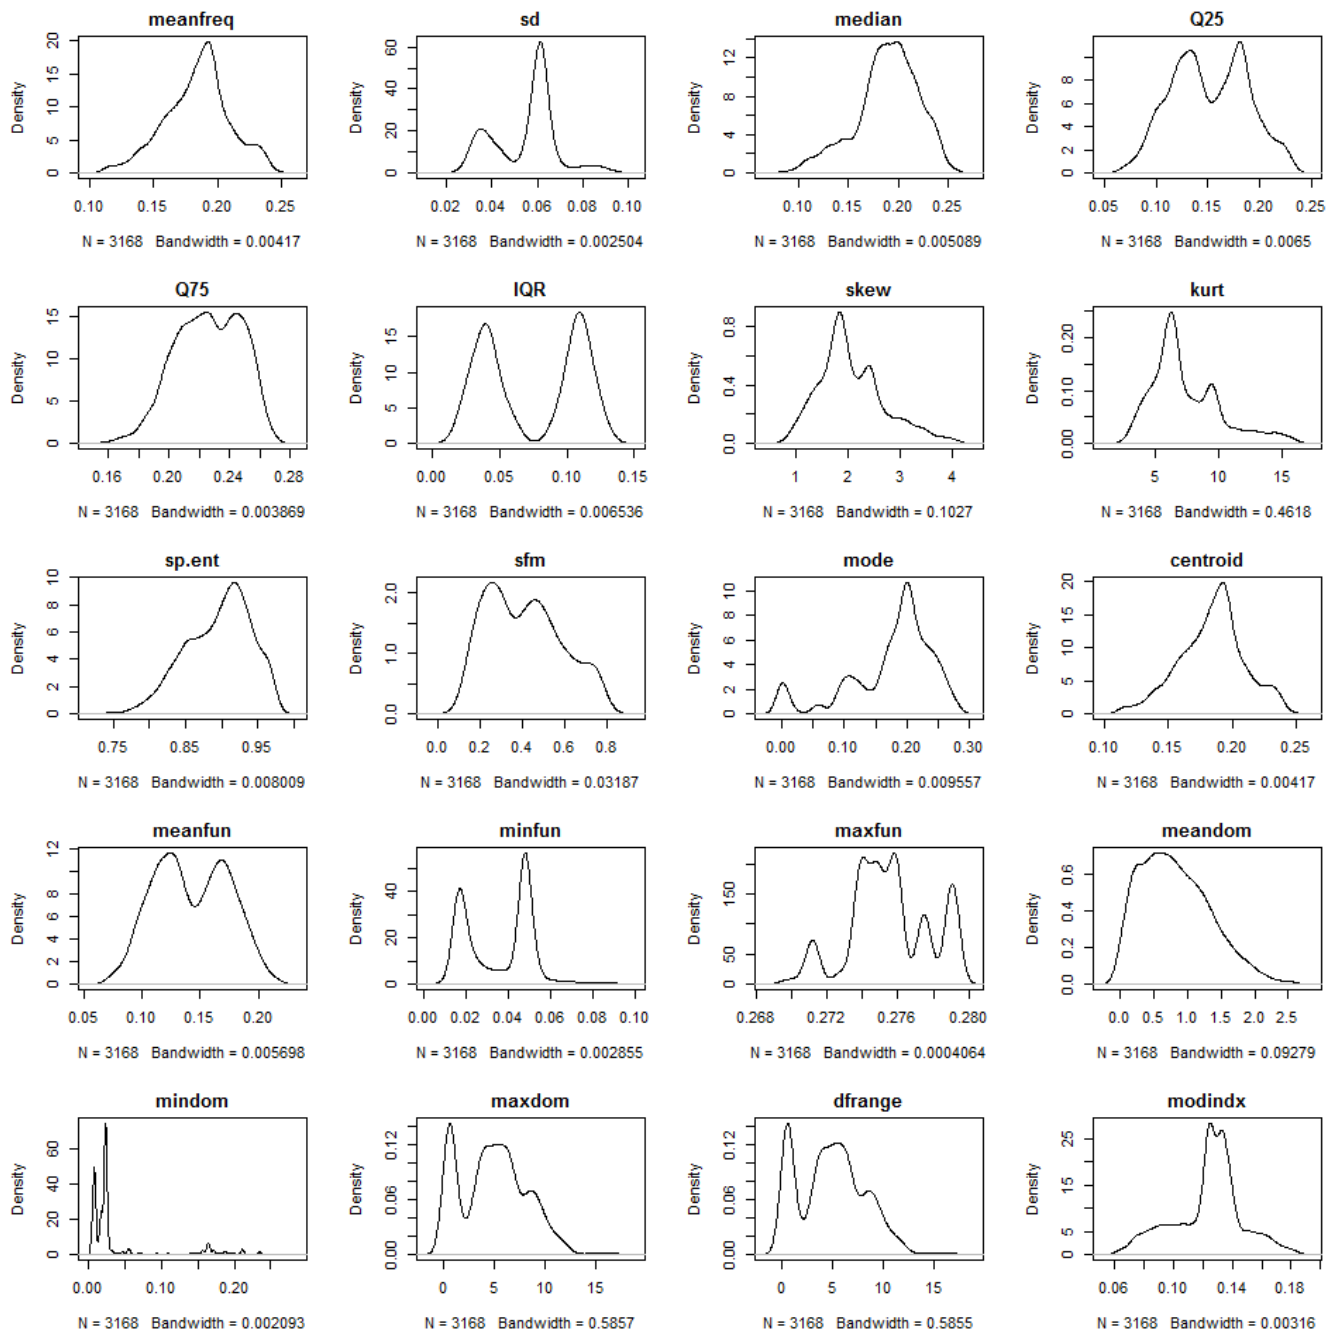 meanfreq
Density
0 5 10 15 20
0.10 0.15 0.20 0.25
N = 3168 Bandwidth = 0.00417
sd
Density
0 20 40 60
0.02 0.04 0.06 0.08 0.10
N = 3168 Bandwidth = 0.002504
median
Density
0 4 8 12
0.10 0.15 0.20 0.25
N = 3168 Bandwidth = 0.005089
Q25
Density
0 2 4 6 8
0.05 0.10 0.15 0.20 0.25
N = 3168 Bandwidth = 0.0065
Q75
Density
0 5 10 15
0.16 0.20 0.24 0.28
N = 3168 Bandwidth = 0.003869
IQR
Density
0 5 10 15
0.00 0.05 0.10 0.15
N = 3168 Bandwidth = 0.006536
skew
Density
0.0 0.4 0.8
1 2 3 4
N = 3168 Bandwidth = 0.1027
kurt
Density
0.00 0.10 0.20
5 10 15
N = 3168 Bandwidth = 0.4618
sp.ent
Density
0 2 4 6 8 10
0.75 0.85 0.95
N = 3168 Bandwidth = 0.008009
sfm
Density
0.0 1.0 2.0
0.0 0.2 0.4 0.6 0.8
N = 3168 Bandwidth = 0.03187
mode
Density
0 2 4 6 8 10
0.00 0.10 0.20 0.30
N = 3168 Bandwidth = 0.009557
centroid
Density
0 5 10 15 20
0.10 0.15 0.20 0.25
N = 3168 Bandwidth = 0.00417
meanfun
Density
0 2 4 6 8 12
0.05 0.10 0.15 0.20
N = 3168 Bandwidth = 0.005698
minfun
Density
0 20 40
0.00 0.02 0.04 0.06 0.08 0.10
N = 3168 Bandwidth = 0.002855
maxfun
Density
0 50 150
0.268 0.272 0.276 0.280
N = 3168 Bandwidth = 0.0004064
meandom
Density
0.0 0.2 0.4 0.6
0.0 0.5 1.0 1.5 2.0 2.5
N = 3168 Bandwidth = 0.09279
mindom
Density
0 20 40 60
0.00 0.10 0.20
N = 3168 Bandwidth = 0.002093
maxdom
Density
0.00 0.06 0.12
0 5 10 15
N = 3168 Bandwidth = 0.5857
dfrange
Density
0.00 0.06 0.12
0 5 10 15
N = 3168 Bandwidth = 0.5855
modindx
Density
0 5 15 25
0.06 0.10 0.14 0.18
N = 3168 Bandwidth = 0.00316